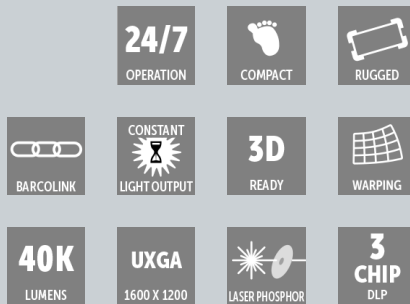 24/7
OPERATION
COMPACT
RUGGED
BARCOLINK
CONSTANT
LIGHT OUTPUT
3D
READY
WARPING
40K
LUMENS
UXGA
1600 X 1200
LASER PHOSPHOR
3
CHIP
DLP